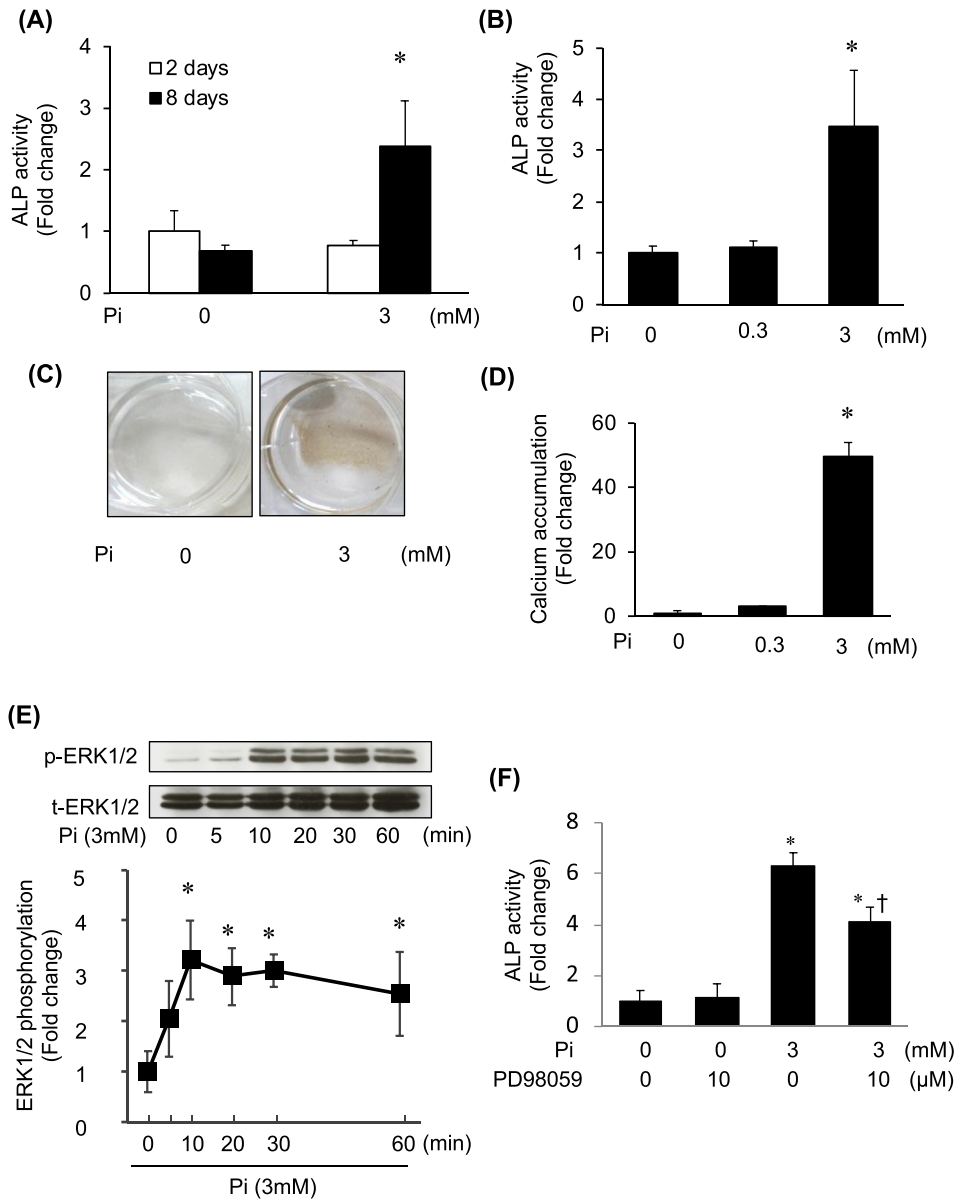 (A)
ALP activity
(Fold change)
4
3
2
1
0
2 days
8 days
*
Pi 0 3 (mM)
(B)
ALP activity
(Fold change)
5
4
3
2
1
0
*
Pi 0 0.3 3 (mM)
(C)
Pi 0 3 (mM)
(D)
Calcium accumulation
(Fold change)
60
40
20
0
*
Pi 0 0.3 3 (mM)
(E)
p-ERK1/2
t-ERK1/2
Pi (3mM) 0 5 10 20 30 60 (min)
ERK1/2 phosphorylation
(Fold change)
5
4
3
2
1
0
* * * *
0 10 20 30 60 (min)
Pi (3mM)
(F)
ALP activity
(Fold change)
8
6
4
2
0
*
* †
Pi 0 0 3 3 (mM)
PD98059 0 10 0 10 (µM)